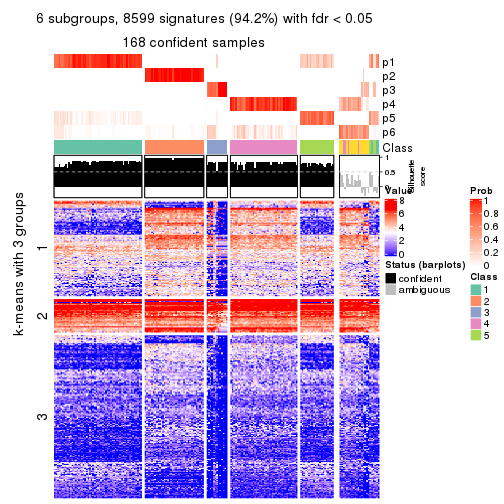 6 subgroups, 8599 signatures (94.2%) with fdr < 0.05
168 confident samples
p1
p2
p3
p4
p5
p6
Class
1
0.5
0
Silhouette
score
k-means with 3 groups
1
2
3
Value
8
6
4
2
0
Status (barplots)
confident
ambiguous
Prob
1
0.8
0.6
0.4
0.2
0
Class
1
2
3
4
5